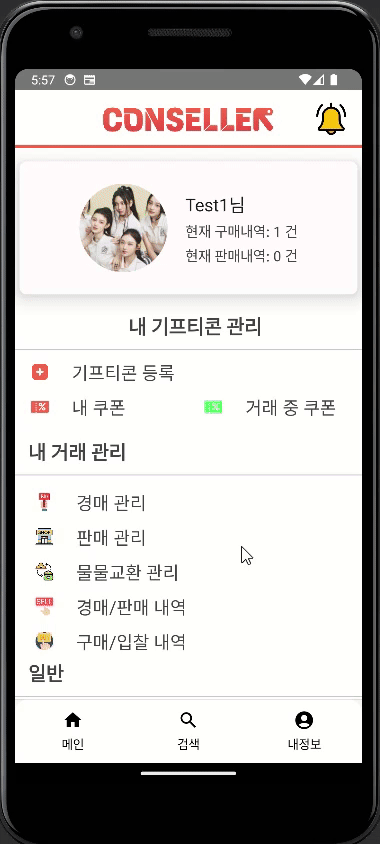 5:57
CONSELLER
Test1님
현재 구매내역: 1 건
현재 판매내역: 0 건
내 기프티콘 관리
기프티콘 등록
내 쿠폰
거래 중 쿠폰
내 거래 관리
경매 관리
SHOP
판매 관리
물물교환 관리
SELL
경매/판매 내역
구매/입찰 내역
일반
메인
검색
내정보